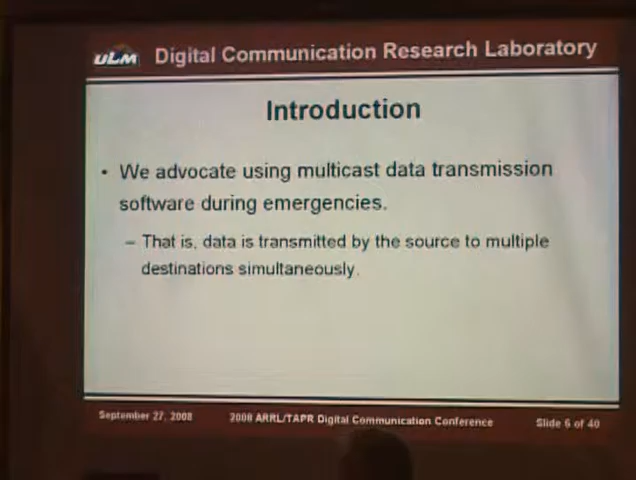 ULM Digital Communication Research Laboratory
Introduction
• We advocate using multicast data transmission
software during emergencies.
– That is, data is transmitted by the source to multiple
destinations simultaneously.
September 27, 2008 2008 ARRL/TAPR Digital Communication Conference Slide 6 of 40